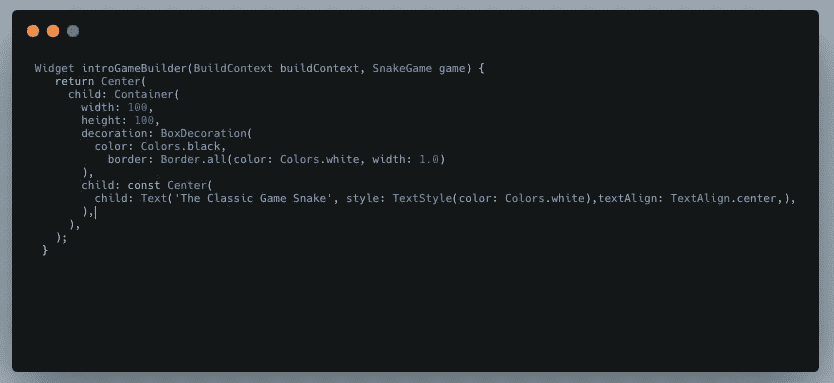 Widget introGameBuilder(BuildContext buildContext, SnakeGame game) {
return Center(
child: Container(
width: 100,
height: 100,
decoration: BoxDecoration(
color: Colors.black,
border: Border.all(color: Colors.white, width: 1.0)
),
child: const Center(
child: Text('The Classic Game Snake', style: TextStyle(color: Colors.white),textAlign: TextAlign.center,),
),
),
);
}